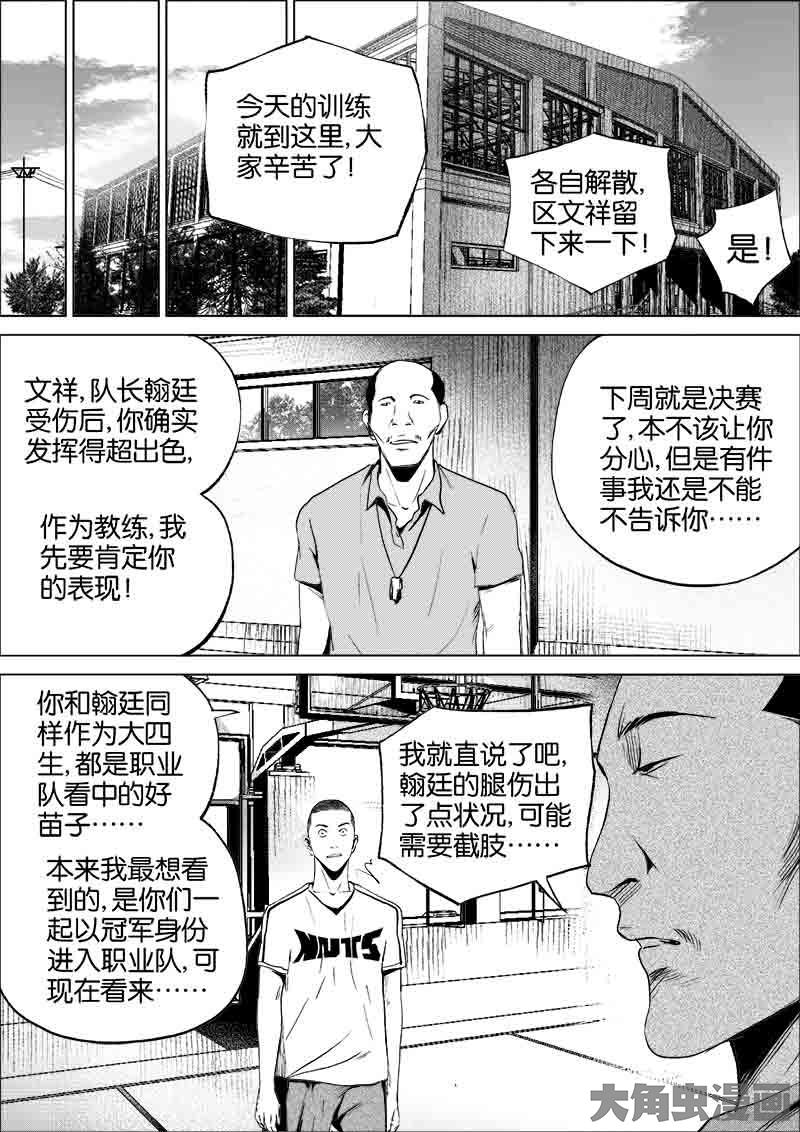 今天的训练
就到这里,大
家辛苦了!
各自解散,
区文祥留
下来一下!
是!
文祥,队长翰廷
受伤后,你确实
发挥得超出色,
作为教练,我
先要肯定你
的表现!
下周就是决赛
了,本不该让你
分心,但是有件
事我还是不能
不告诉你……
你和翰廷同
样作为大四
生,都是职业
队看中的好
苗子……
本来我最想看
到的,是你们一
起以冠军身份
进入职业队,可
现在看来……
我就直说了吧,
翰廷的腿伤出
了点状况,可能
需要截肢……
NUTS
大角虫漫画